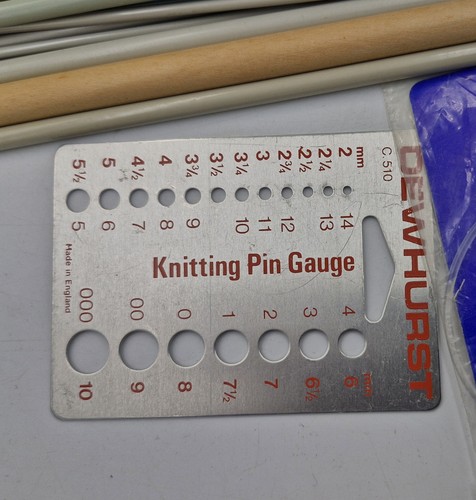 DEWHURST
C.510
5½ 5 4½ 4 3¾ 3½ 3¼ 3 2¾ 2½ 2¼ 2 mm
5 6 7 8 9 10 11 12 13 14
Knitting Pin Gauge
Made in England
000 00 0 1 2 3 4
10 9 8 7½ 7 6½ 6 mm